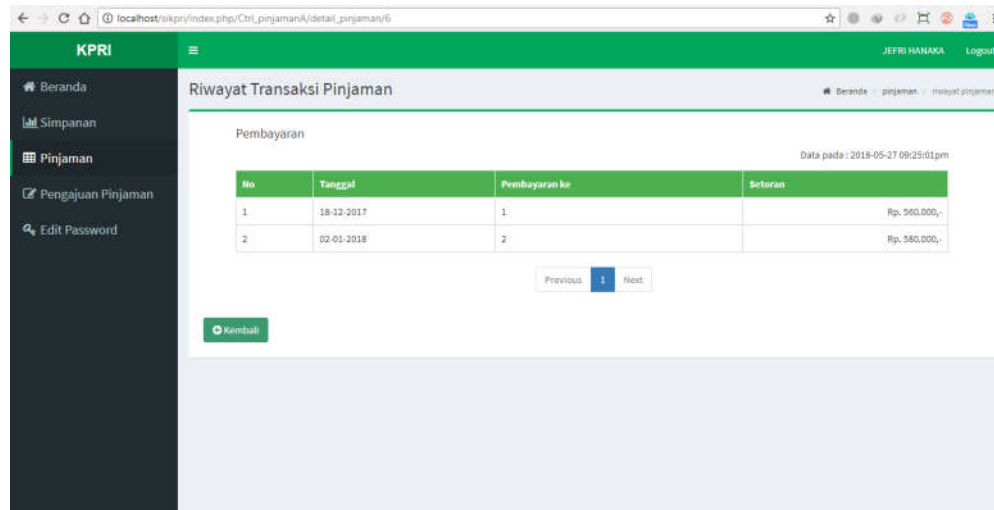 localhost/sikpri/index.php/Ctrl_pinjamanA/detail_pinjaman/6
KPRI
JEFRI HANAKA Logout
Beranda
Simpanan
Pinjaman
Pengajuan Pinjaman
Edit Password
Riwayat Transaksi Pinjaman
Beranda pinjaman riwayat pinjaman
Pembayaran
Data pada : 2018-05-27 09:25:01pm
No Tanggal Pembayaran ke Setoran
1 18-12-2017 1 Rp. 560.000,-
2 02-01-2018 2 Rp. 580.000,-
Previous 1 Next
Kembali